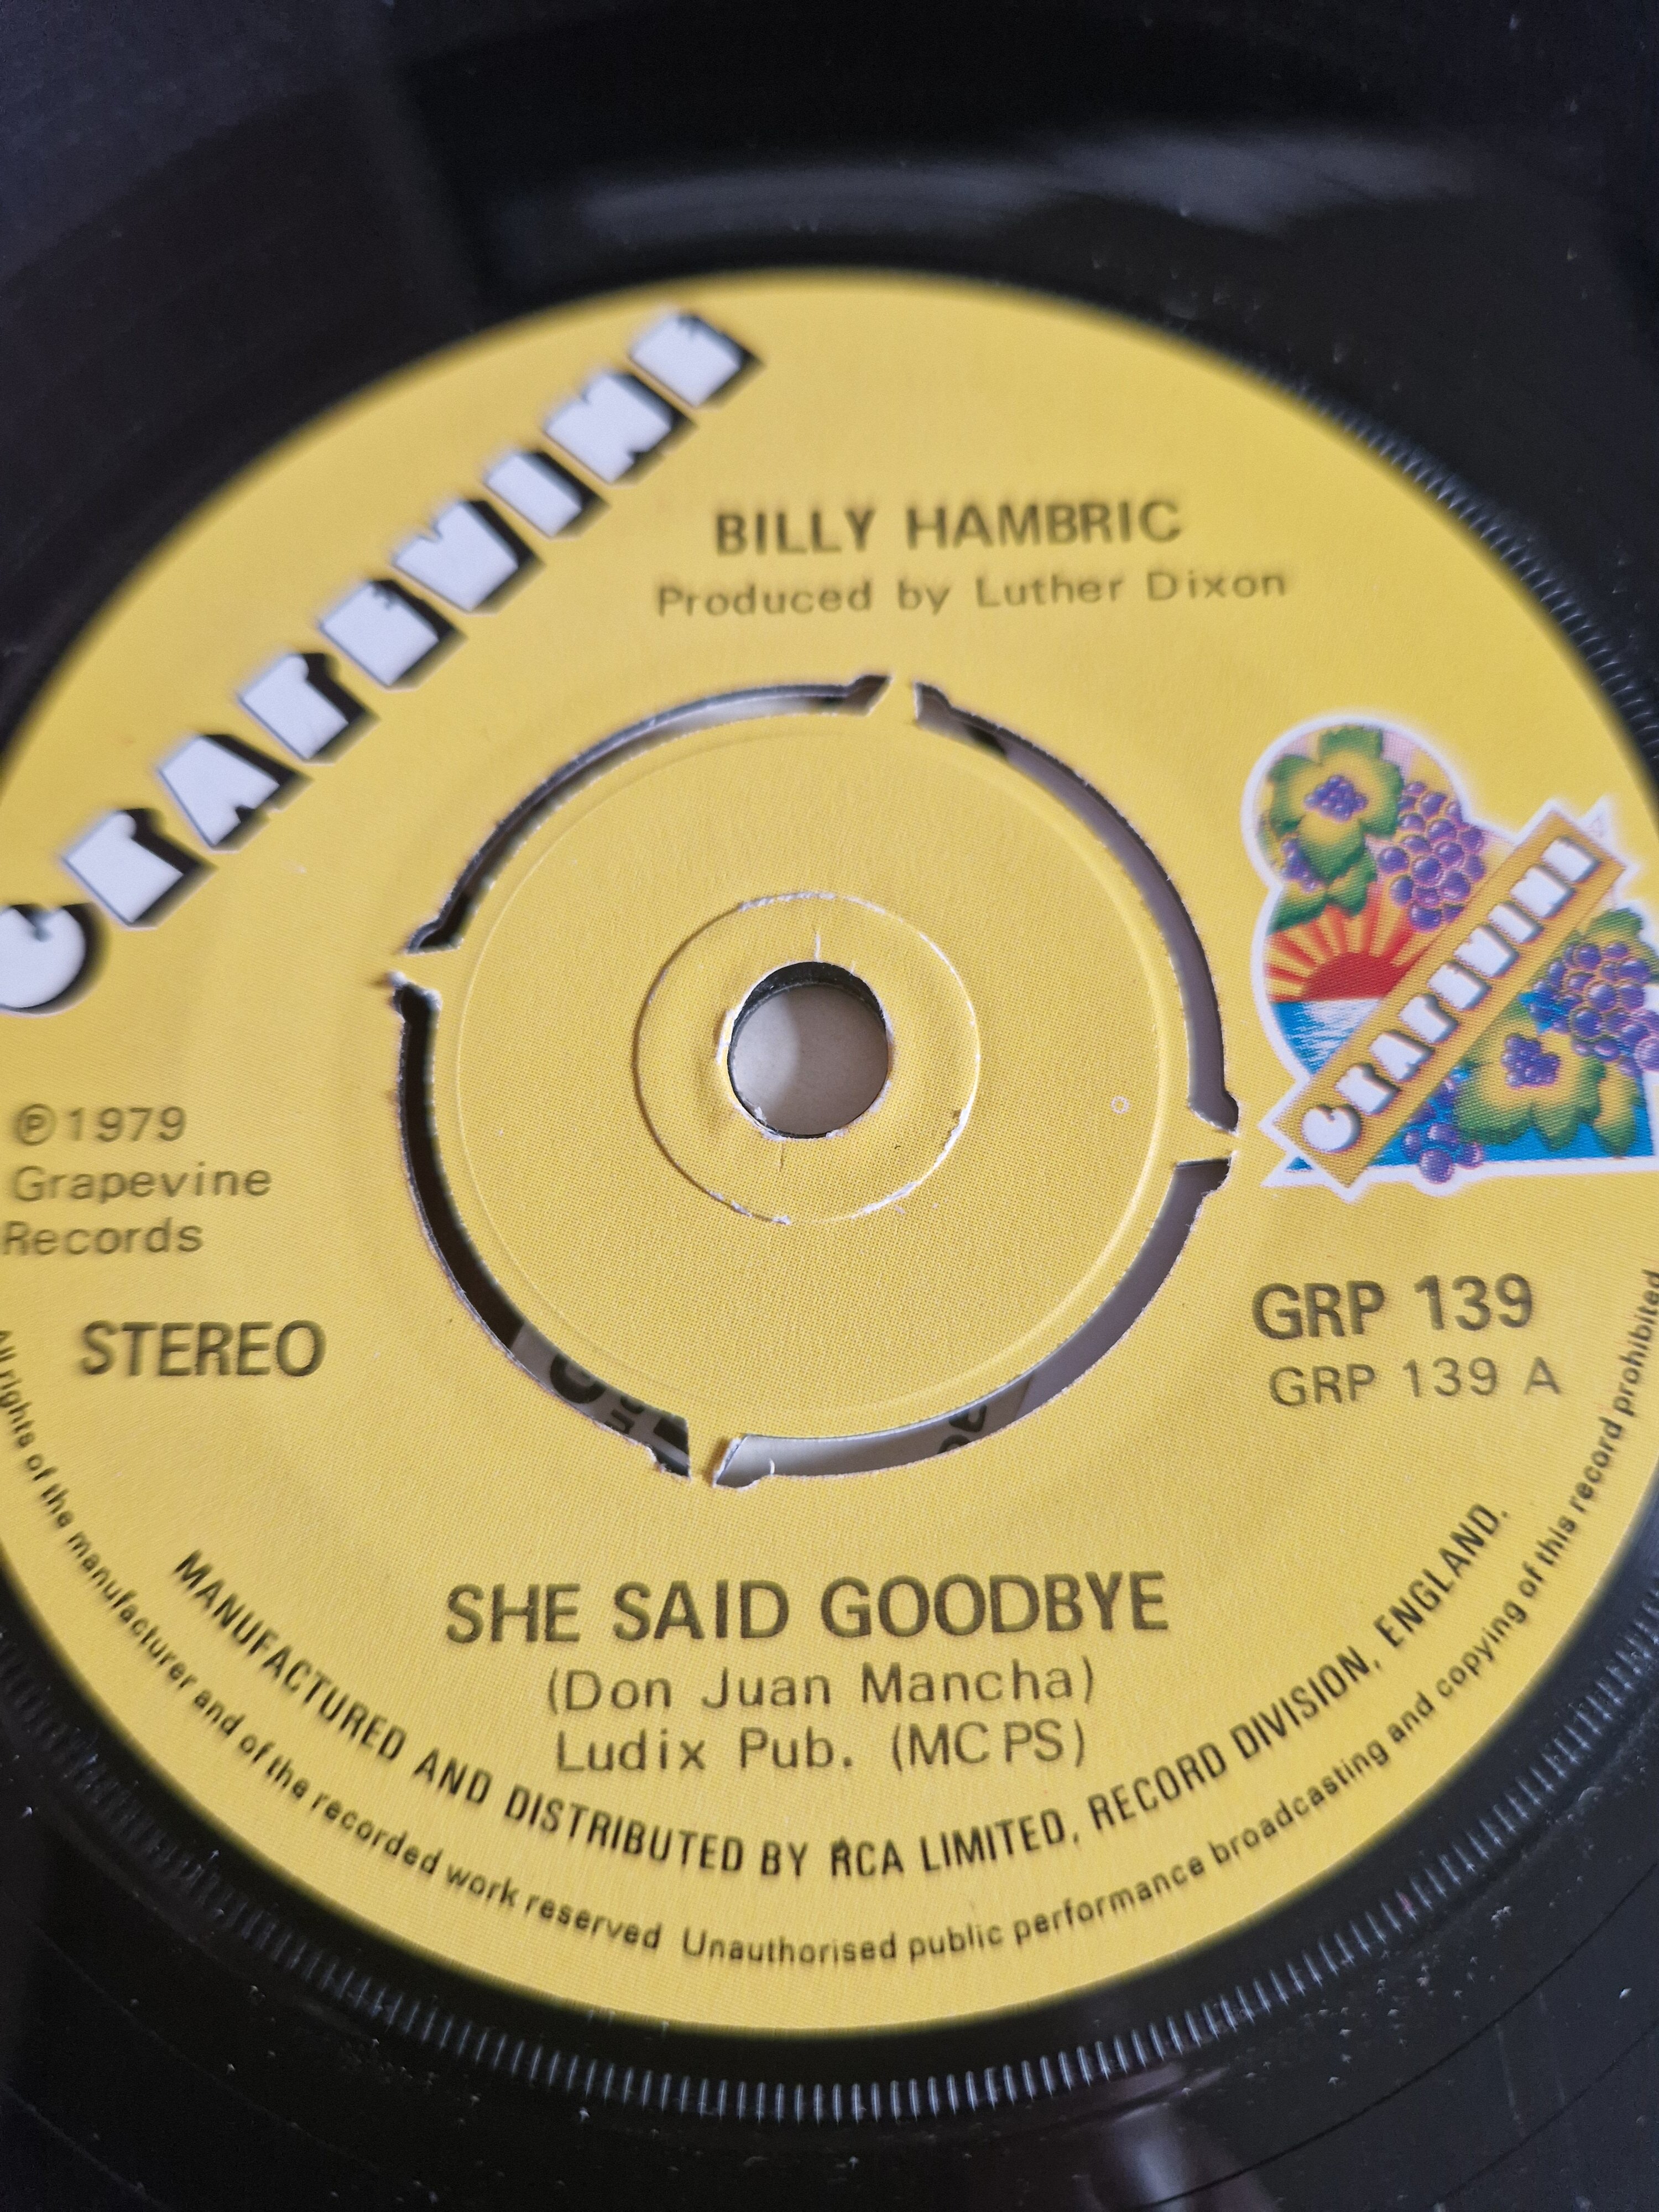 GRAPEVINE
BILLY HAMBRIC
Produced by Luther Dixon
GRAPEVINE
℗1979
Grapevine
Records
STEREO
GRP 139
GRP 139 A
SHE SAID GOODBYE
(Don Juan Mancha)
Ludix Pub. (MCPS)
MANUFACTURED AND DISTRIBUTED BY RCA LIMITED, RECORD DIVISION, ENGLAND.
All rights of the manufacturer and of the recorded work reserved Unauthorised public performance broadcasting and copying of this record prohibited